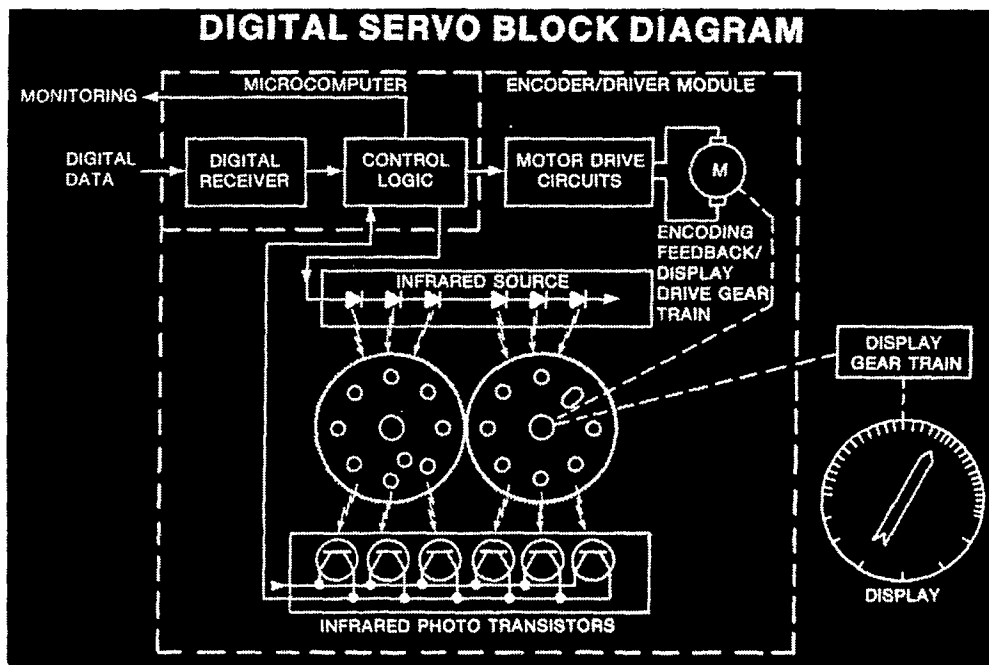 DIGITAL SERVO BLOCK DIAGRAM
MICROCOMPUTER
ENCODER/DRIVER MODULE
MONITORING
DIGITAL
DATA
DIGITAL
RECEIVER
CONTROL
LOGIC
MOTOR DRIVE
CIRCUITS
M
ENCODING
FEEDBACK/
DISPLAY
DRIVE GEAR
TRAIN
INFRARED SOURCE
DISPLAY
GEAR TRAIN
DISPLAY
INFRARED PHOTO TRANSISTORS